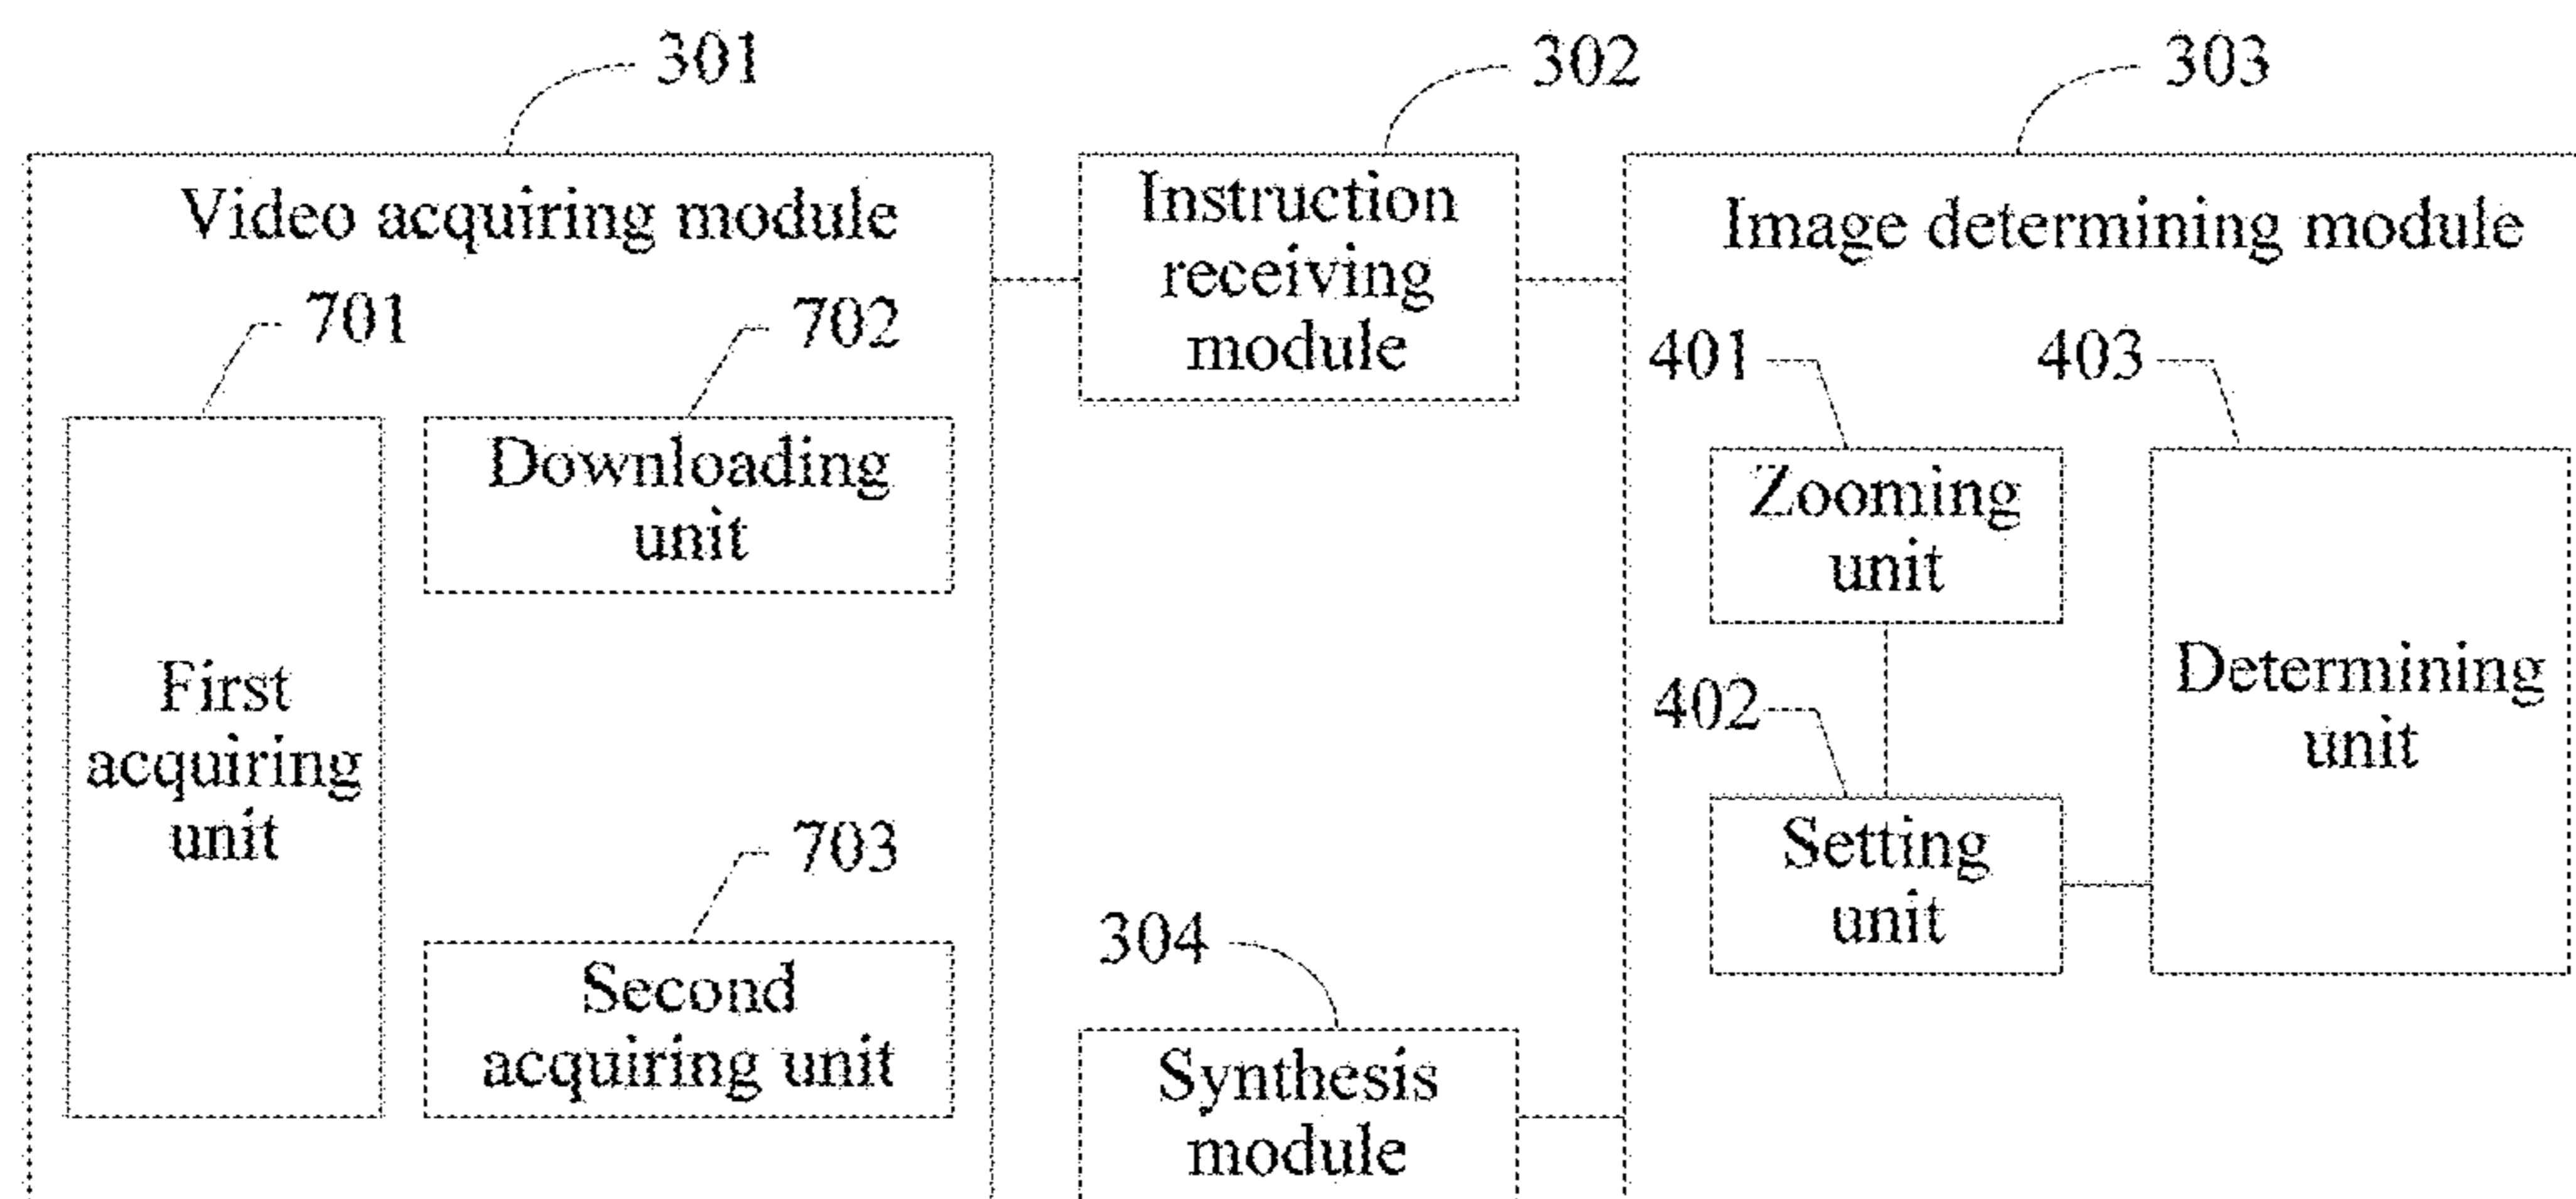 301
302
303
Video acquiring module
Instruction
receiving
module
Image determining module
701
702
401
403
First
acquiring
unit
Downloading
unit
Zooming
unit
402
Determining
unit
703
Setting
unit
304
Second
acquiring unit
Synthesis
module